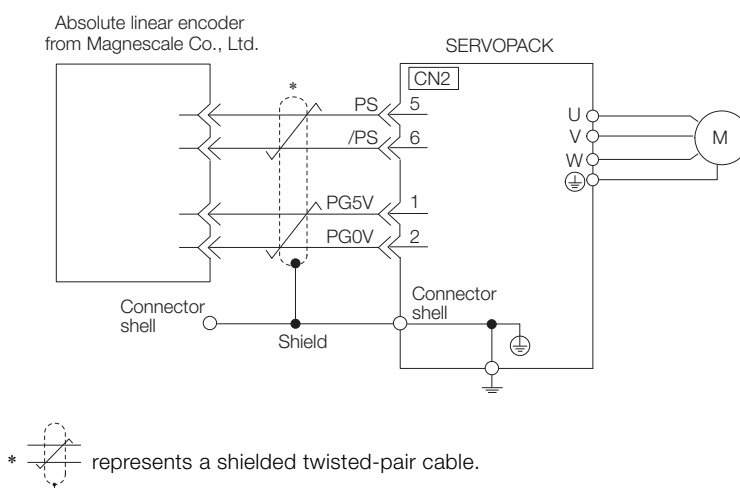 Absolute linear encoder
from Magnescale Co., Ltd.
SERVOPACK
CN2
*
PS 5
/PS 6
PG5V 1
PG0V 2
U
V
W
M
Connector
shell
Shield
Connector
shell
* represents a shielded twisted-pair cable.